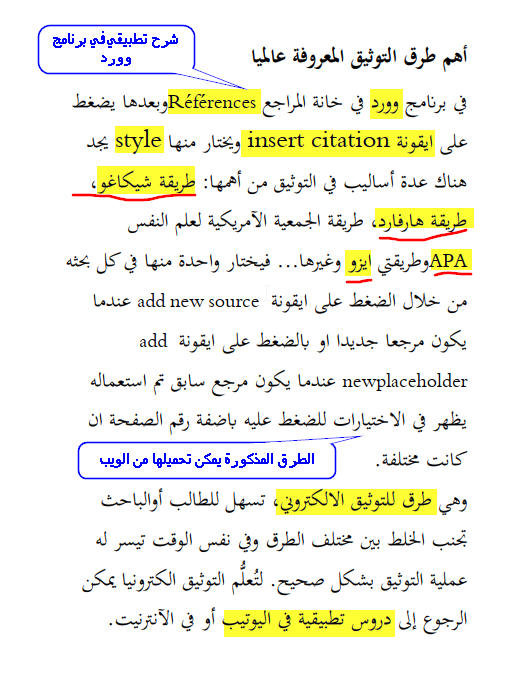 شرح تطبيقي في برنامج
وورد
أهم طرق التوثيق المعروفة عالميا
في برنامج وورد في خانة المراجع Référencesوبعدها يضغط
على ايقونة insert citation ويختار منها style يجد
هناك عدة أساليب في التوثيق من أهمها: طريقة شيكاغو،
طريقة هارفارد، طريقة الجمعية الآمريكية لعلم النفس
APAوطريقتي ايزو وغيرها... فيختار واحدة منها في كل بحثه
من خلال الضغط على ايقونة add new source عندما
يكون مرجعا جديدا او بالضغط على ايقونة add
newplaceholder عندما يكون مرجع سابق تم استعماله
يظهر في الاختيارات للضغط عليه باضفة رقم الصفحة ان
كانت مختلفة.
الطرق المذكورة يمكن تحميلها من الويب
وهي طرق للتوثيق الالكتروني، تسهل للطالب أوالباحث
تجنب الخلط بين مختلف الطرق وفي نفس الوقت تيسر له
عملية التوثيق بشكل صحيح. لتُعلُّم التوثيق الكترونيا يمكن
الرجوع إلى دروس تطبيقية في اليوتيب أو في الآنترنيت.